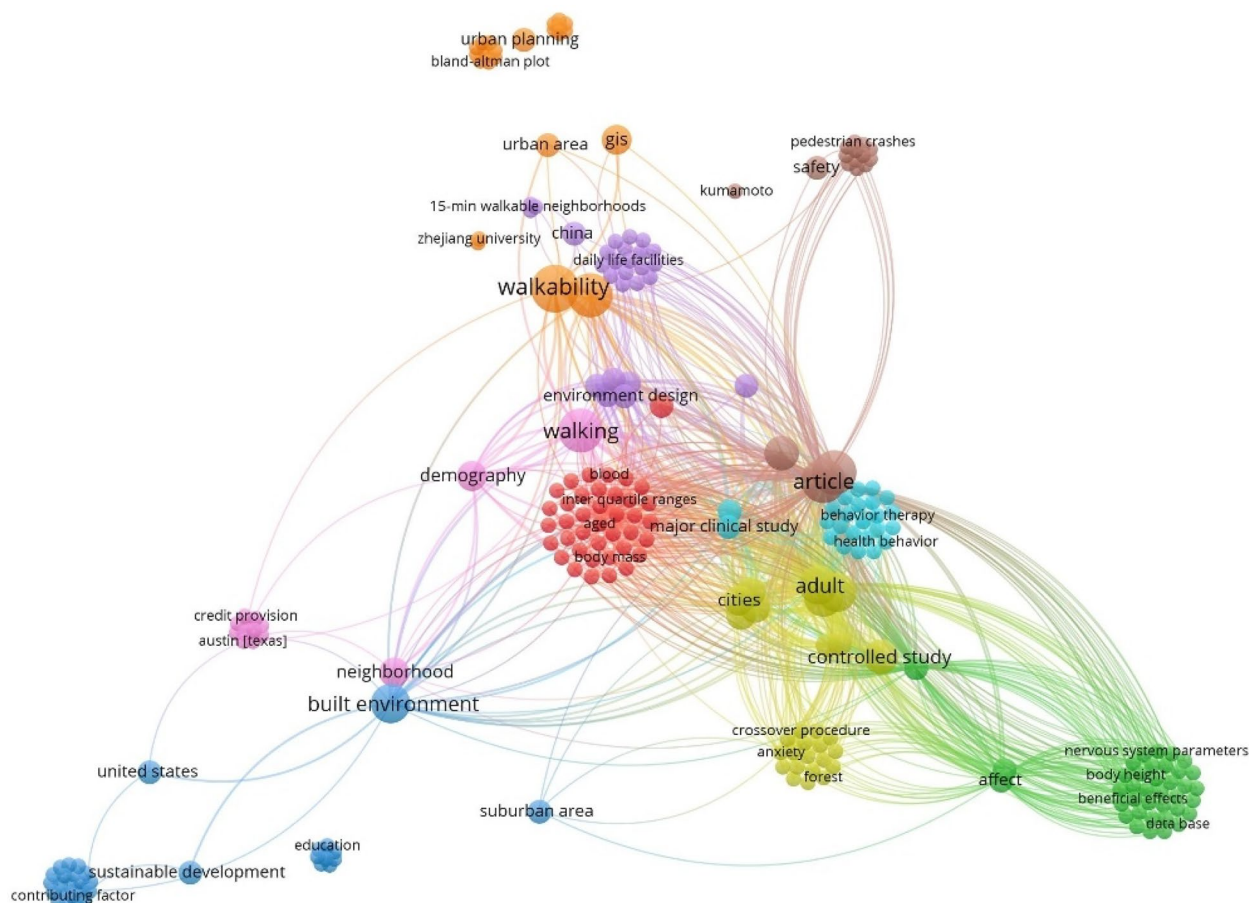 urban planning
bland-altman plot
urban area
gis
pedestrian crashes
safety
kumamoto
15-min walkable neighborhoods
zhejiang university
china
daily life facilities
walkability
environment design
walking
demography
blood
inter quartile ranges
aged
body mass
article
major clinical study
behavior therapy
health behavior
cities
adult
credit provision
austin [texas]
neighborhood
controlled study
built environment
crossover procedure
anxiety
forest
nervous system parameters
body height
beneficial effects
data base
affect
united states
suburban area
education
sustainable development
contributing factor